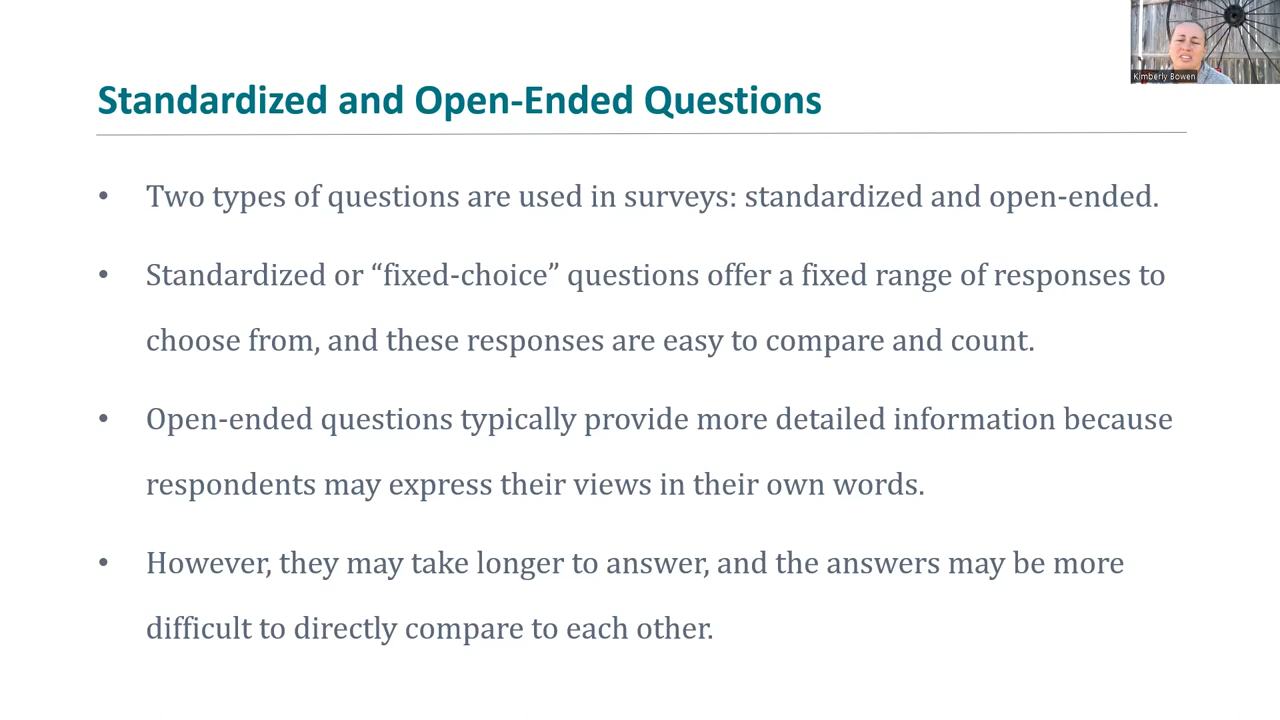 Kimberly Bowen
Standardized and Open-Ended Questions
• Two types of questions are used in surveys: standardized and open-ended.
• Standardized or “fixed-choice” questions offer a fixed range of responses to
choose from, and these responses are easy to compare and count.
• Open-ended questions typically provide more detailed information because
respondents may express their views in their own words.
• However, they may take longer to answer, and the answers may be more
difficult to directly compare to each other.